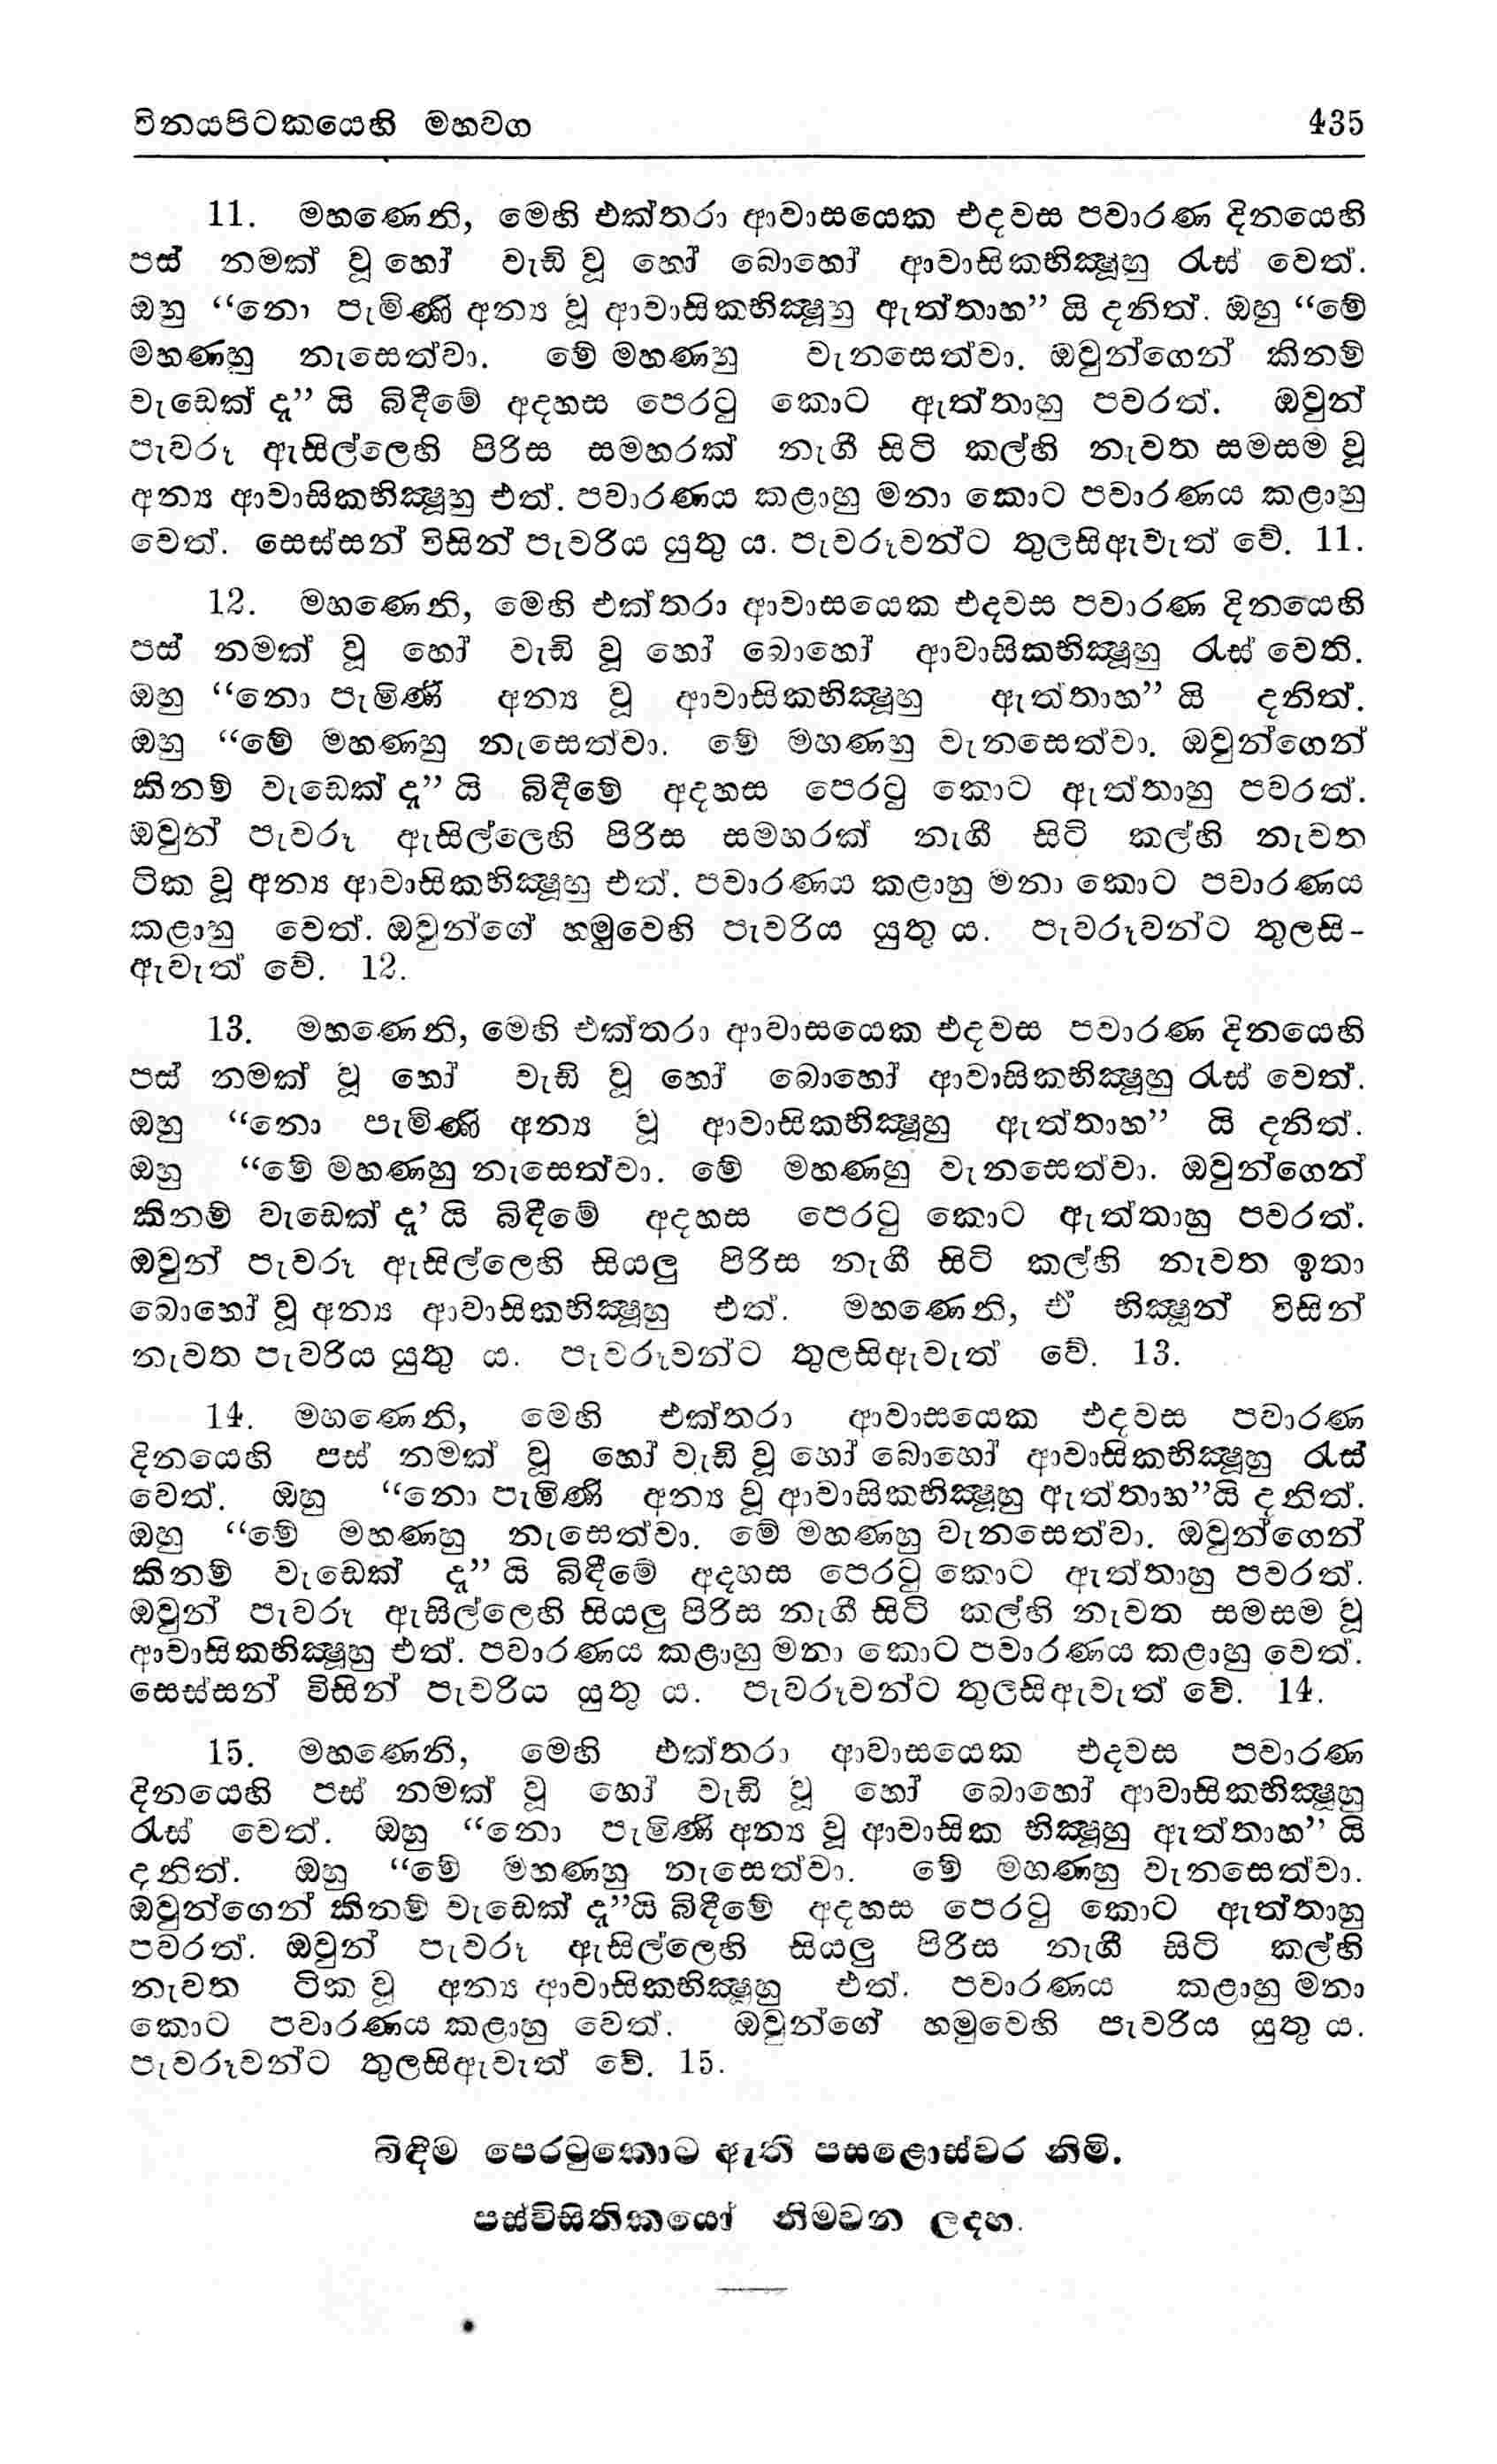 විනයපිටකයෙහි මහවග 435
11. මහණෙනි, මෙහි එක්තරා ආවාසයෙක එදවස පවාරණ දිනයෙහි
පස් නමක් වූ හෝ වැඩි වූ හෝ බොහෝ ආවාසිකභික්‍ෂූහු රැස් වෙත්.
ඔහු “නො පැමිණි අන්‍ය වූ ආවාසිකභික්‍ෂූහු ඇත්තාහ” යි දනිත්. ඔහු “මේ
මහණහු නැසෙත්වා. මේ මහණහු වැනසෙත්වා. ඔවුන්ගෙන් කිනම්
වැඩෙක් දැ” යි බිඳීමේ අදහස පෙරටු කොට ඇත්තාහු පවරත්. ඔවුන්
පැවරූ ඇසිල්ලෙහි පිරිස සමහරක් නැගී සිටි කල්හි නැවත සමසම වූ
අන්‍ය ආවාසිකභික්‍ෂූහු එත්. පවාරණය කළාහු මනා කොට පවාරණය කළාහු
වෙත්. සෙස්සන් විසින් පැවරිය යුතු ය. පැවරූවන්ට තුලසිඇවැත් වේ. 11.
12. මහණෙනි, මෙහි එක්තරා ආවාසයෙක එදවස පවාරණ දිනයෙහි
පස් නමක් වූ හෝ වැඩි වූ හෝ බොහෝ ආවාසිකභික්‍ෂූහු රැස් වෙති.
ඔහු “නො පැමිණි අන්‍ය වූ ආවාසිකභික්‍ෂූහු ඇත්තාහ” යි දනිත්.
ඔහු “මේ මහණහු නැසෙත්වා. මේ මහණහු වැනසෙත්වා. ඔවුන්ගෙන්
කිනම් වැඩෙක් දැ” යි බිඳීමේ අදහස පෙරටු කොට ඇත්තාහු පවරත්.
ඔවුන් පැවරූ ඇසිල්ලෙහි පිරිස සමහරක් නැගී සිටි කල්හි නැවත
ටික වූ අන්‍ය ආවාසිකභික්‍ෂූහු එත්. පවාරණය කළාහු මනා කොට පවාරණය
කළාහු වෙත්. ඔවුන්ගේ හමුවෙහි පැවරිය යුතු ය. පැවරූවන්ට තුලසි-
ඇවැත් වේ. 12.
13. මහණෙනි, මෙහි එක්තරා ආවාසයෙක එදවස පවාරණ දිනයෙහි
පස් නමක් වූ හෝ වැඩි වූ හෝ බොහෝ ආවාසිකභික්‍ෂූහු රැස් වෙත්.
ඔහු “නො පැමිණි අන්‍ය වූ ආවාසිකභික්‍ෂූහු ඇත්තාහ” යි දනිත්.
ඔහු “මේ මහණහු නැසෙත්වා. මේ මහණහු වැනසෙත්වා. ඔවුන්ගෙන්
කිනම් වැඩෙක් දැ’ යි බිඳීමේ අදහස පෙරටු කොට ඇත්තාහු පවරත්.
ඔවුන් පැවරූ ඇසිල්ලෙහි සියලු පිරිස නැගී සිටි කල්හි නැවත ඉතා
බොහෝ වූ අන්‍ය ආවාසිකභික්‍ෂූහු එත්. මහණෙනි, ඒ භික්‍ෂූන් විසින්
නැවත පැවරිය යුතු ය. පැවරූවන්ට තුලසිඇවැත් වේ. 13.
14. මහණෙනි, මෙහි එක්තරා ආවාසයෙක එදවස පවාරණ
දිනයෙහි පස් නමක් වූ හෝ වැඩි වූ හෝ බොහෝ ආවාසිකභික්‍ෂූහු රැස්
වෙත්. ඔහු “නො පැමිණි අන්‍ය වූ ආවාසිකභික්‍ෂූහු ඇත්තාහ”යි දනිත්.
ඔහු “මේ මහණහු නැසෙත්වා. මේ මහණහු වැනසෙත්වා. ඔවුන්ගෙන්
කිනම් වැඩෙක් දැ” යි බිඳීමේ අදහස පෙරටු කොට ඇත්තාහු පවරත්.
ඔවුන් පැවරූ ඇසිල්ලෙහි සියලු පිරිස නැගී සිටි කල්හි නැවත සමසම වූ
ආවාසිකභික්‍ෂූහු එත්. පවාරණය කළාහු මනා කොට පවාරණය කළාහු වෙත්.
සෙස්සන් විසින් පැවරිය යුතු ය. පැවරූවන්ට තුලසිඇවැත් වේ. 14.
15. මහණෙනි, මෙහි එක්තරා ආවාසයෙක එදවස පවාරණ
දිනයෙහි පස් නමක් වූ හෝ වැඩි වූ හෝ බොහෝ ආවාසිකභික්‍ෂූහු
රැස් වෙත්. ඔහු “නො පැමිණි අන්‍ය වූ ආවාසික භික්‍ෂූහු ඇත්තාහ” යි
දනිත්. ඔහු “මේ මහණහු නැසෙත්වා. මේ මහණහු වැනසෙත්වා.
ඔවුන්ගෙන් කිනම් වැඩෙක් දැ”යි බිඳීමේ අදහස පෙරටු කොට ඇත්තාහු
පවරත්. ඔවුන් පැවරූ ඇසිල්ලෙහි සියලු පිරිස නැගී සිටි කල්හි
නැවත ටික වූ අන්‍ය ආවාසිකභික්‍ෂූහු එත්. පවාරණය කළාහු මනා
කොට පවාරණය කළාහු වෙත්. ඔවුන්ගේ හමුවෙහි පැවරිය යුතු ය.
පැවරූවන්ට තුලසිඇවැත් වේ. 15.
බිඳීම පෙරටුකොට ඇති පසළොස්වර නිමි.
පස්විසිතිකයෝ නිමවන ලදහ.